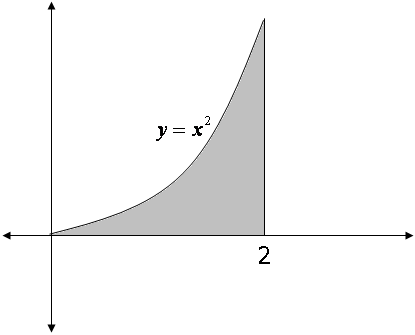 y = x²
2